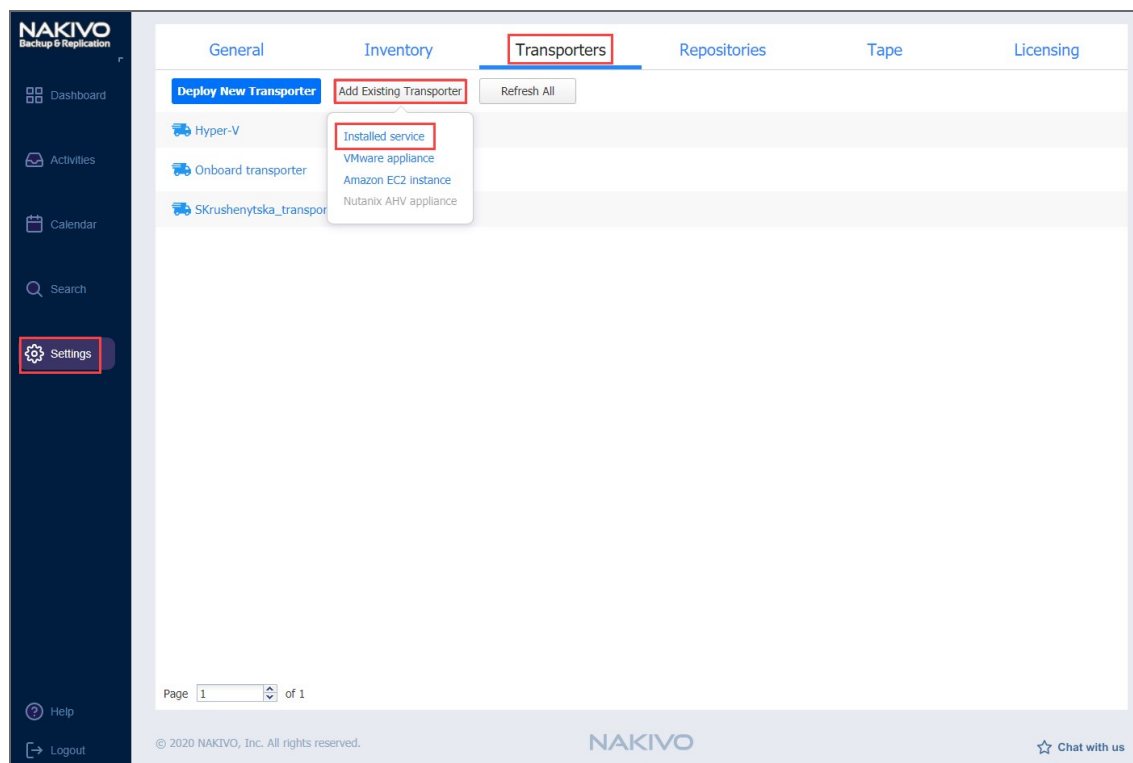 NAKIVO
Backup & Replication
Dashboard
Activities
Calendar
Search
Settings
Help
Logout
General Inventory Transporters Repositories Tape Licensing
Deploy New Transporter Add Existing Transporter Refresh All
Hyper-V
Onboard transporter
SKrushenytska_transpor
Installed service
VMware appliance
Amazon EC2 instance
Nutanix AHV appliance
Page 1 of 1
© 2020 NAKIVO, Inc. All rights reserved. NAKIVO Chat with us